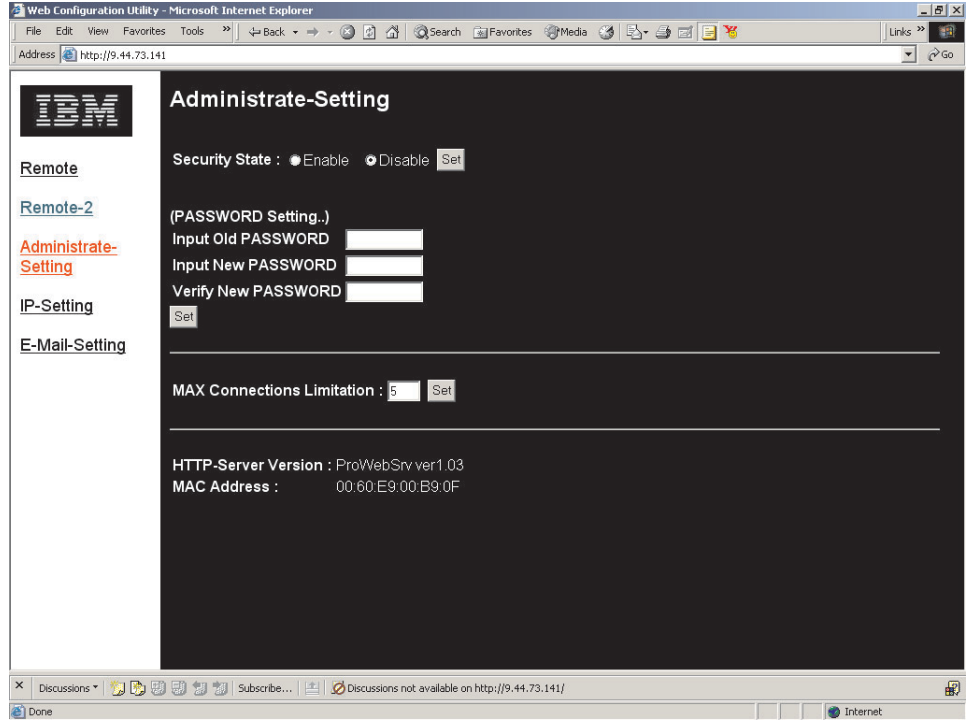 Web Configuration Utility - Microsoft Internet Explorer
File Edit View Favorites Tools » Back Search Favorites Media Links »
Address http://9.44.73.141 Go
IBM
Administrate-Setting
Security State : Enable Disable Set
Remote
Remote-2
Administrate-
Setting
IP-Setting
E-Mail-Setting
(PASSWORD Setting..)
Input Old PASSWORD
Input New PASSWORD
Verify New PASSWORD
Set
MAX Connections Limitation : 5 Set
HTTP-Server Version : ProWebSrv ver1.03
MAC Address : 00:60:E9:00:B9:0F
Discussions Subscribe... Discussions not available on http://9.44.73.141/
Done Internet